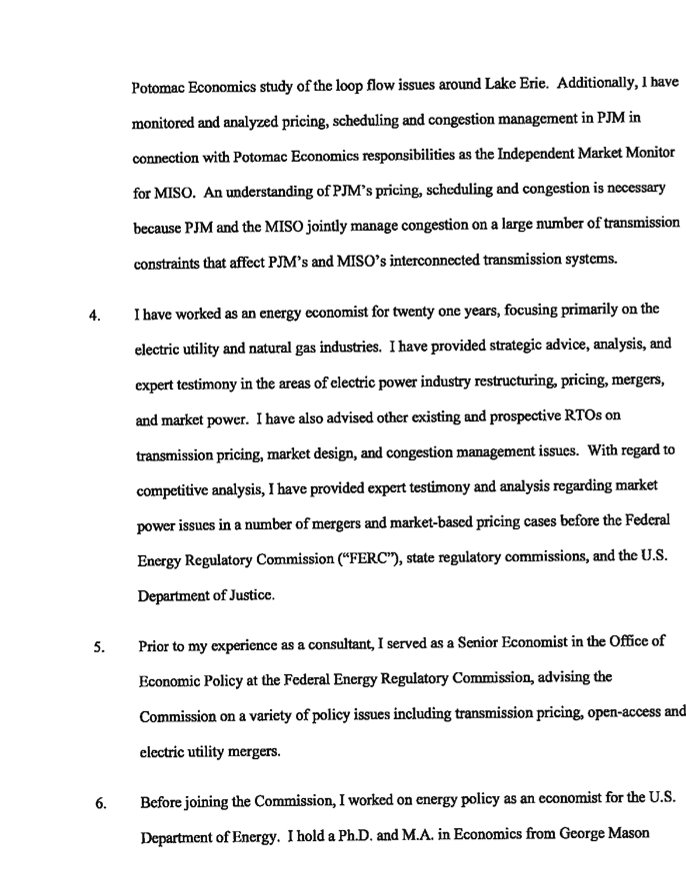 Potomac Economics study of the loop flow issues around Lake Erie. Additionally, I have
monitored and analyzed pricing, scheduling and congestion management in PJM in
connection with Potomac Economics responsibilities as the Independent Market Monitor
for MISO. An understanding of PJM's pricing, scheduling and congestion is necessary
because PJM and the MISO jointly manage congestion on a large number of transmission
constraints that affect PJM's and MISO's interconnected transmission systems.
4. I have worked as an energy economist for twenty one years, focusing primarily on the
electric utility and natural gas industries. I have provided strategic advice, analysis, and
expert testimony in the areas of electric power industry restructuring, pricing, mergers,
and market power. I have also advised other existing and prospective RTOs on
transmission pricing, market design, and congestion management issues. With regard to
competitive analysis, I have provided expert testimony and analysis regarding market
power issues in a number of mergers and market-based pricing cases before the Federal
Energy Regulatory Commission ("FERC"), state regulatory commissions, and the U.S.
Department of Justice.
5. Prior to my experience as a consultant, I served as a Senior Economist in the Office of
Economic Policy at the Federal Energy Regulatory Commission, advising the
Commission on a variety of policy issues including transmission pricing, open-access and
electric utility mergers.
6. Before joining the Commission, I worked on energy policy as an economist for the U.S.
Department of Energy. I hold a Ph.D. and M.A. in Economics from George Mason